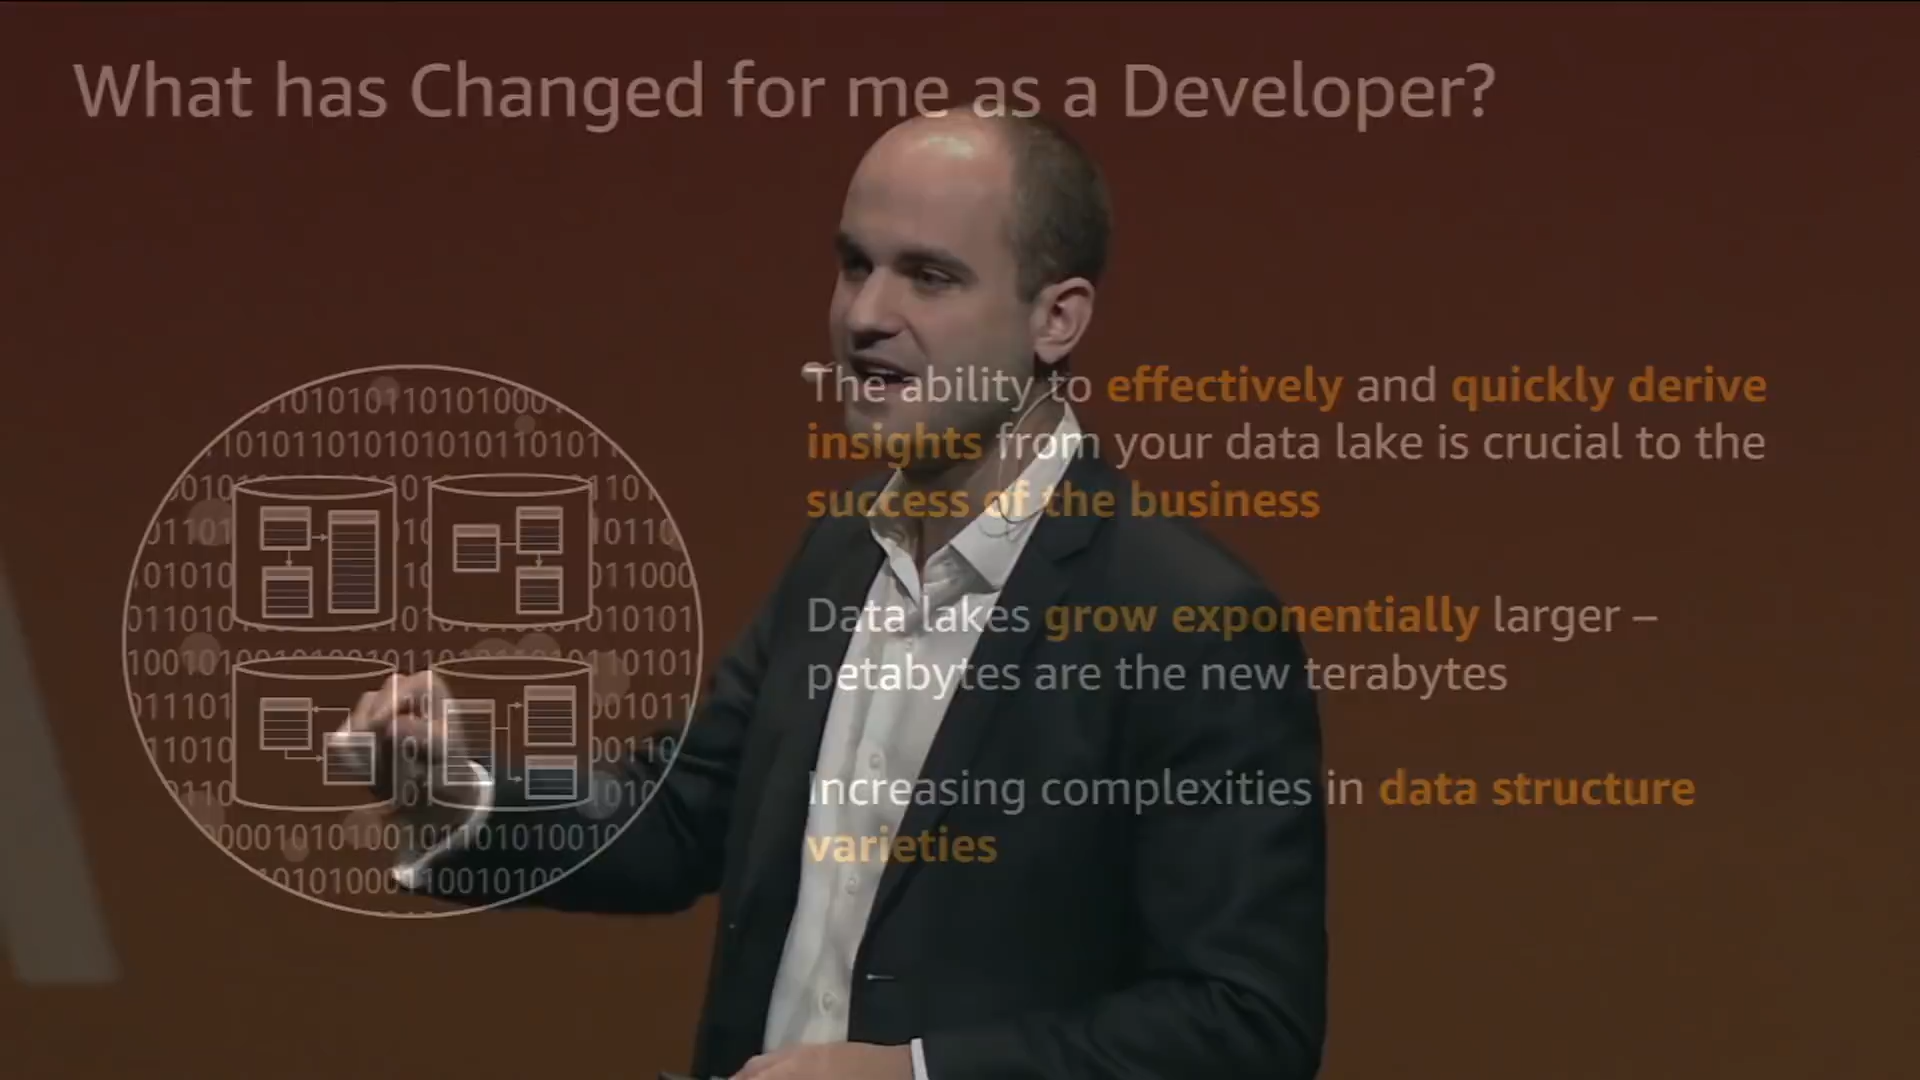 What has Changed for me as a Developer?
The ability to effectively and quickly derive
insights from your data lake is crucial to the
success of the business
Data lakes grow exponentially larger –
petabytes are the new terabytes
Increasing complexities in data structure
varieties